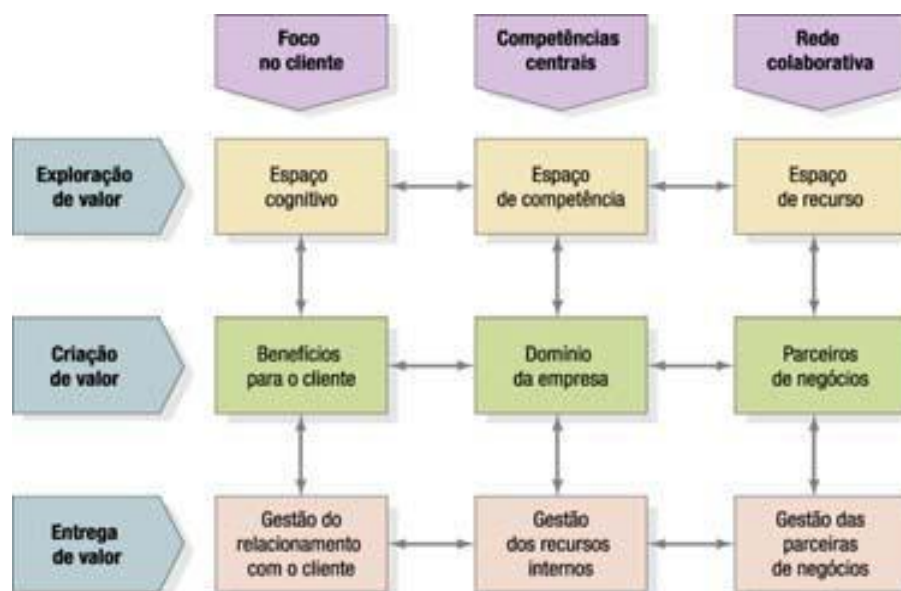 Foco
no cliente
Competências
centrais
Rede
colaborativa
Exploração
de valor
Espaço
cognitivo
Espaço
de competência
Espaço
de recurso
Criação
de valor
Benefícios
para o cliente
Domínio
da empresa
Parceiros
de negócios
Entrega
de valor
Gestão do
relacionamento
com o cliente
Gestão
dos recursos
internos
Gestão das
parceiras
de negócios